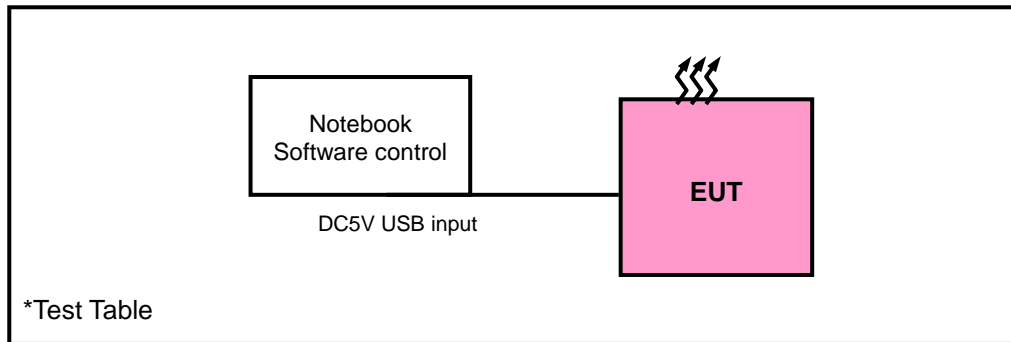 Notebook
Software control
EUT
DC5V USB input
*Test Table